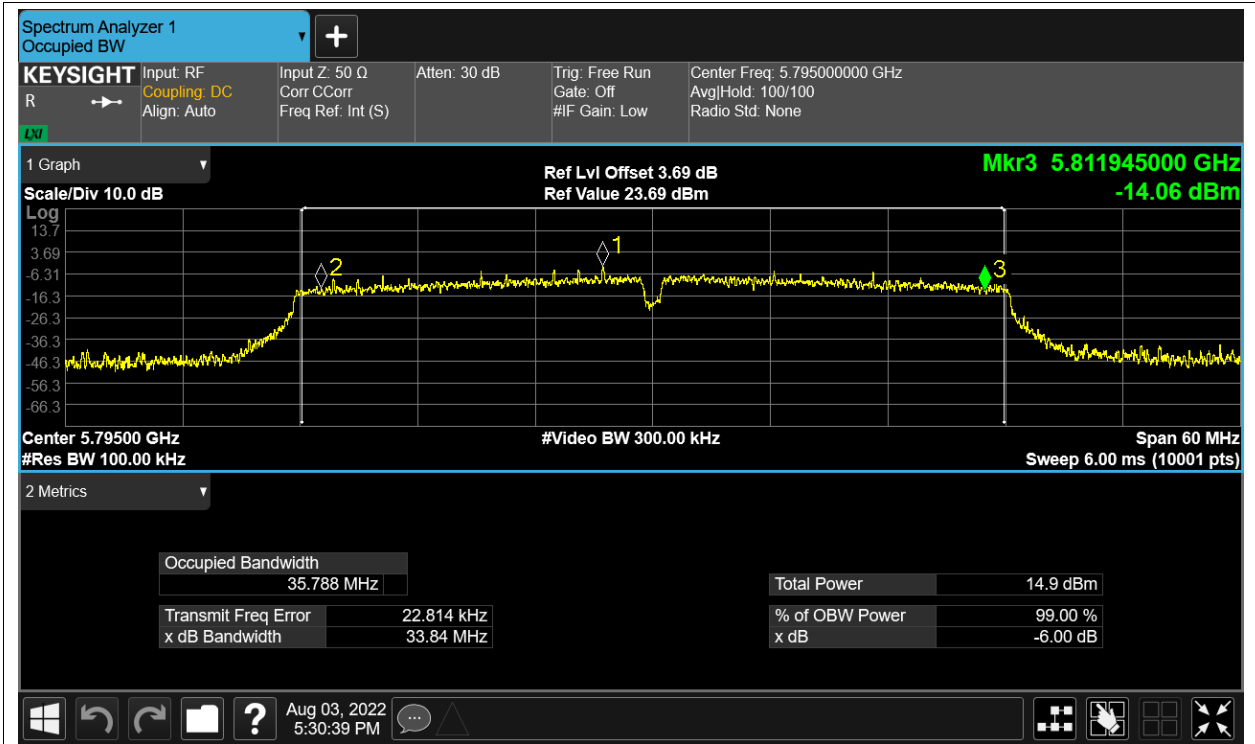 Spectrum Analyzer 1
Occupied BW
KEYSIGHT
R
LXI
Input: RF
Coupling: DC
Align: Auto
Input Z: 50 Ω
Corr CCorr
Freq Ref: Int (S)
Atten: 30 dB
Trig: Free Run
Gate: Off
#IF Gain: Low
Center Freq: 5.795000000 GHz
Avg|Hold: 100/100
Radio Std: None
1 Graph
Scale/Div 10.0 dB
Ref Lvl Offset 3.69 dB
Ref Value 23.69 dBm
Mkr3 5.811945000 GHz
-14.06 dBm
Log
13.7
3.69
-6.31
-16.3
-26.3
-36.3
-46.3
-56.3
-66.3
2
1
3
Center 5.79500 GHz
#Res BW 100.00 kHz
#Video BW 300.00 kHz
Span 60 MHz
Sweep 6.00 ms (10001 pts)
2 Metrics
Occupied Bandwidth
35.788 MHz
Transmit Freq Error 22.814 kHz
x dB Bandwidth 33.84 MHz
Total Power 14.9 dBm
% of OBW Power 99.00 %
x dB -6.00 dB
?
Aug 03, 2022
5:30:39 PM